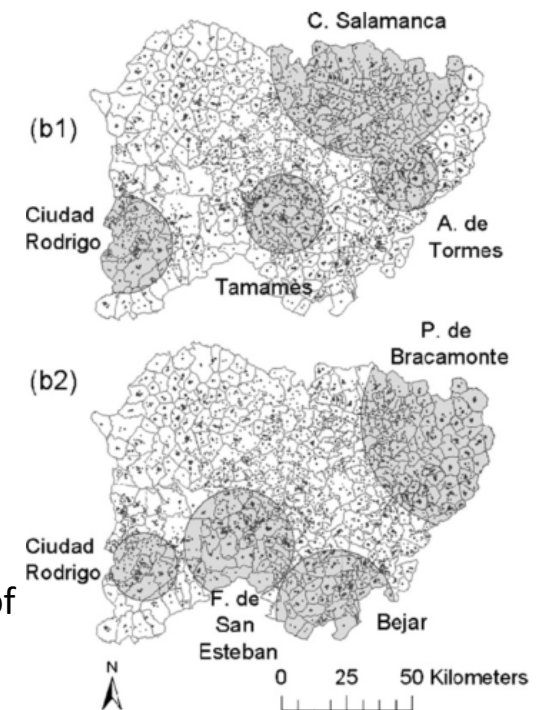 C. Salamanca
(b1)
Ciudad
Rodrigo
A. de
Tormes
Tamames
P. de
Bracamonte
(b2)
Ciudad
Rodrigo
of
F. de
San
Esteban
Bejar
N
0 25 50 Kilometers